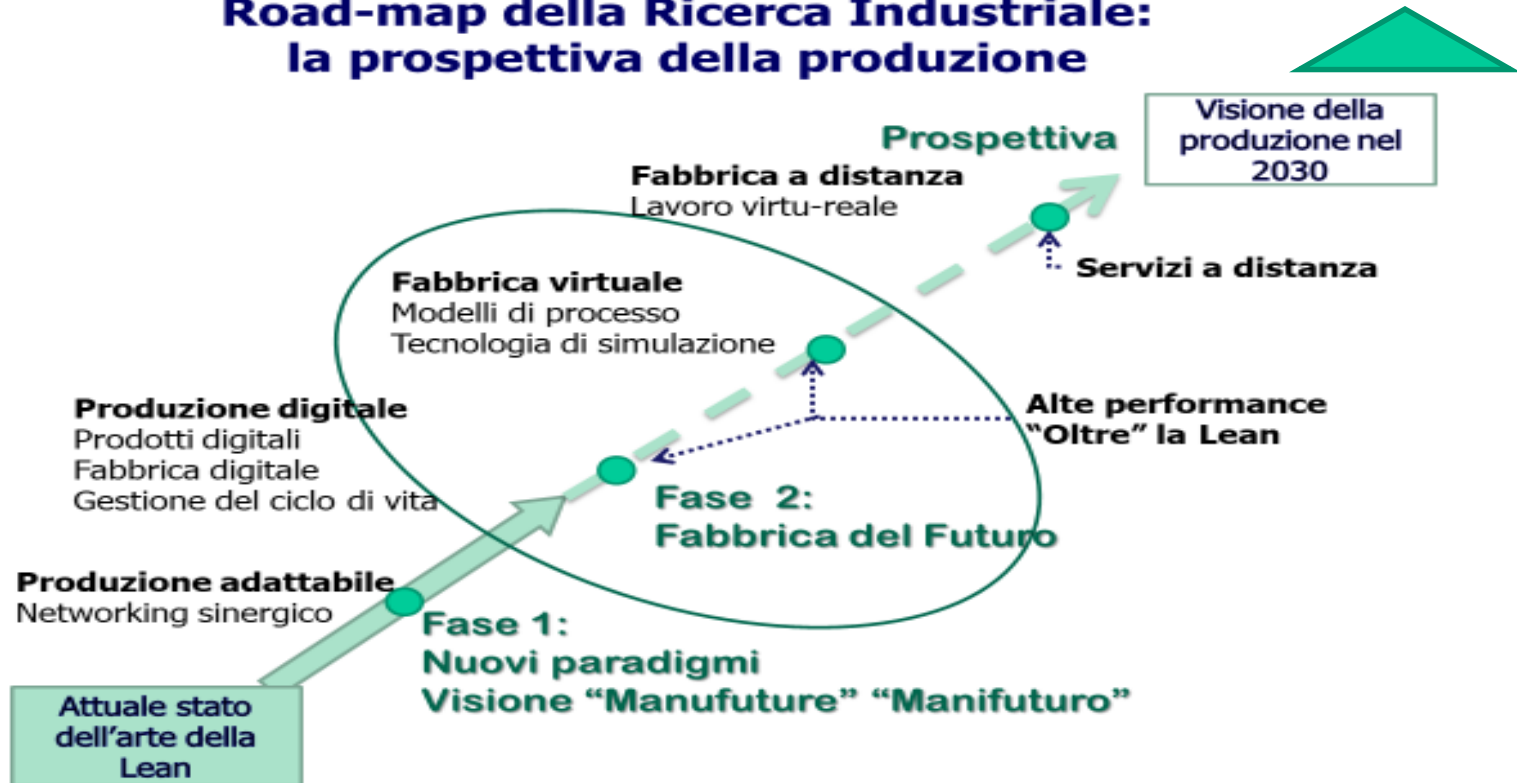 Road-map della Ricerca Industriale:
la prospettiva della produzione
Visione della
produzione nel
2030
Prospettiva
Fabbrica a distanza
Lavoro virtu-reale
Servizi a distanza
Fabbrica virtuale
Modelli di processo
Tecnologia di simulazione
Alte performance
“Oltre” la Lean
Produzione digitale
Prodotti digitali
Fabbrica digitale
Gestione del ciclo di vita
Fase 2:
Fabbrica del Futuro
Produzione adattabile
Networking sinergico
Fase 1:
Nuovi paradigmi
Visione “Manufuture” “Manifuturo”
Attuale stato
dell’arte della
Lean